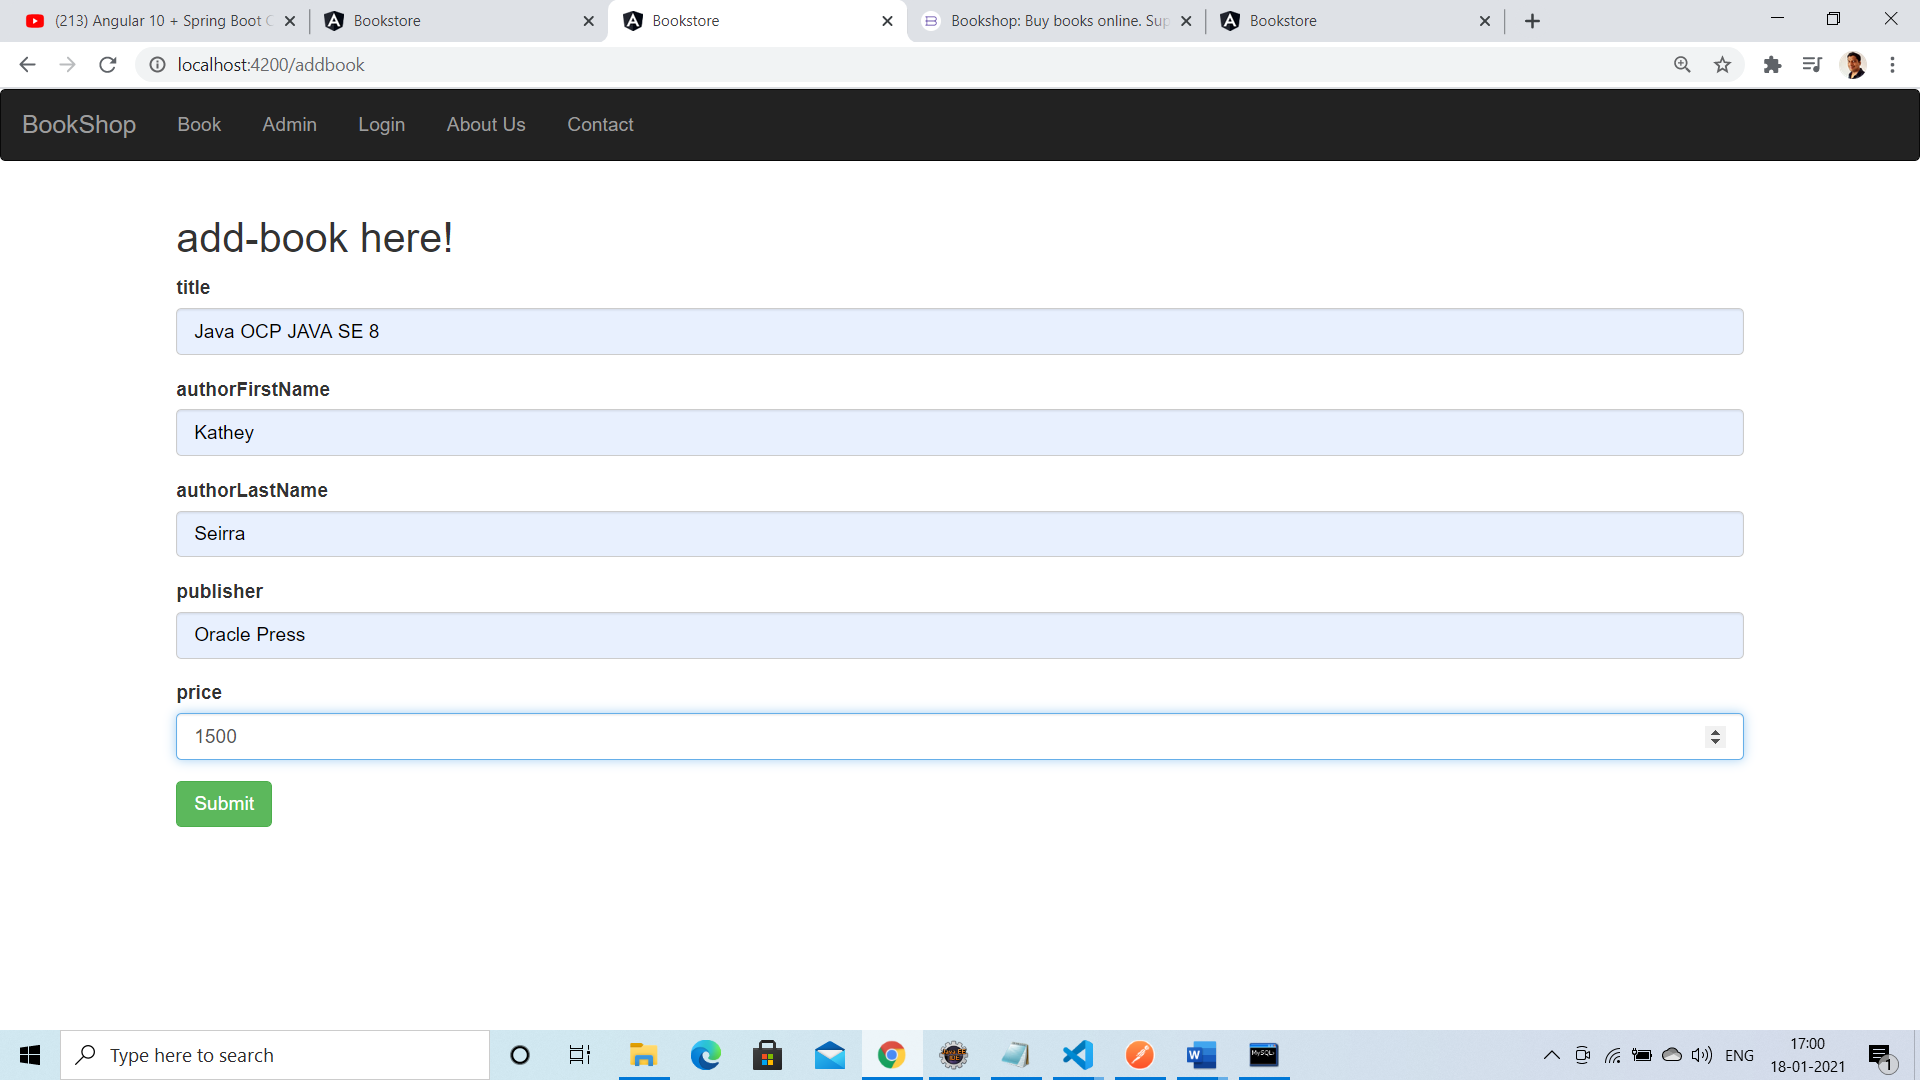 (213) Angular 10 + Spring Boot C
Bookstore
Bookstore
Bookshop: Buy books online. Sup
Bookstore
localhost:4200/addbook
BookShop Book Admin Login About Us Contact
add-book here!
title
Java OCP JAVA SE 8
authorFirstName
Kathey
authorLastName
Seirra
publisher
Oracle Press
price
1500
Submit
Type here to search
MySQL
ENG
17:00
18-01-2021
1